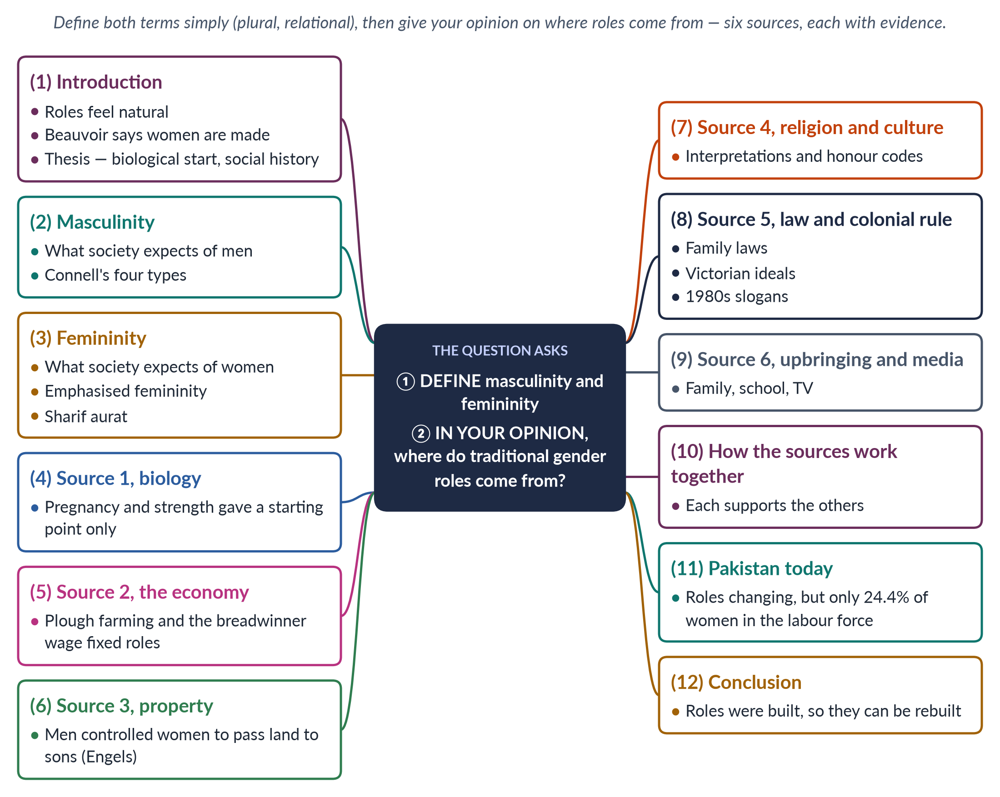 Define both terms simply (plural, relational), then give your opinion on where roles come from — six sources, each with evidence.
(1) Introduction
• Roles feel natural
• Beauvoir says women are made
• Thesis — biological start, social history
(2) Masculinity
• What society expects of men
• Connell's four types
(3) Femininity
• What society expects of women
• Emphasised femininity
• Sharif aurat
(4) Source 1, biology
• Pregnancy and strength gave a starting
point only
(5) Source 2, the economy
• Plough farming and the breadwinner
wage fixed roles
(6) Source 3, property
• Men controlled women to pass land to
sons (Engels)
THE QUESTION ASKS
① DEFINE masculinity and
femininity
② IN YOUR OPINION,
where do traditional gender
roles come from?
(7) Source 4, religion and culture
• Interpretations and honour codes
(8) Source 5, law and colonial rule
• Family laws
• Victorian ideals
• 1980s slogans
(9) Source 6, upbringing and media
• Family, school, TV
(10) How the sources work
together
• Each supports the others
(11) Pakistan today
• Roles changing, but only 24.4% of
women in the labour force
(12) Conclusion
• Roles were built, so they can be rebuilt